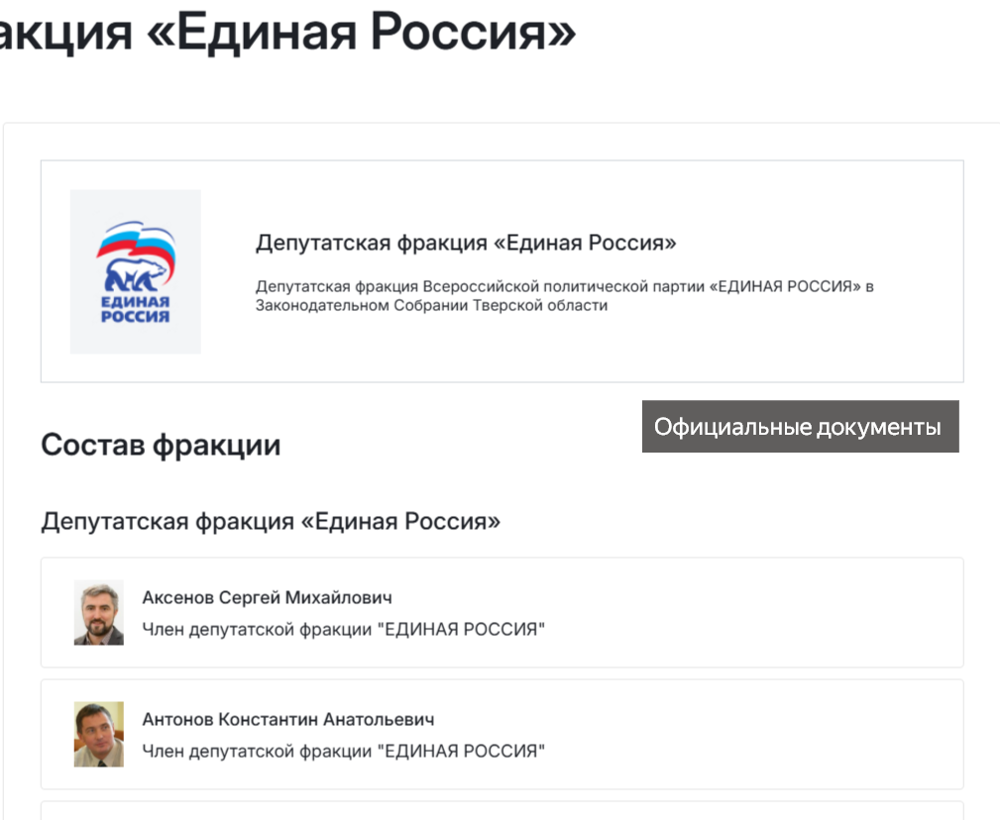 акция «Единая Россия»
ЕДИНАЯ
РОССИЯ
Депутатская фракция «Единая Россия»
Депутатская фракция Всероссийской политической партии «ЕДИНАЯ РОССИЯ» в
Законодательном Собрании Тверской области
Официальные документы
Состав фракции
Депутатская фракция «Единая Россия»
Аксенов Сергей Михайлович
Член депутатской фракции "ЕДИНАЯ РОССИЯ"
Антонов Константин Анатольевич
Член депутатской фракции "ЕДИНАЯ РОССИЯ"